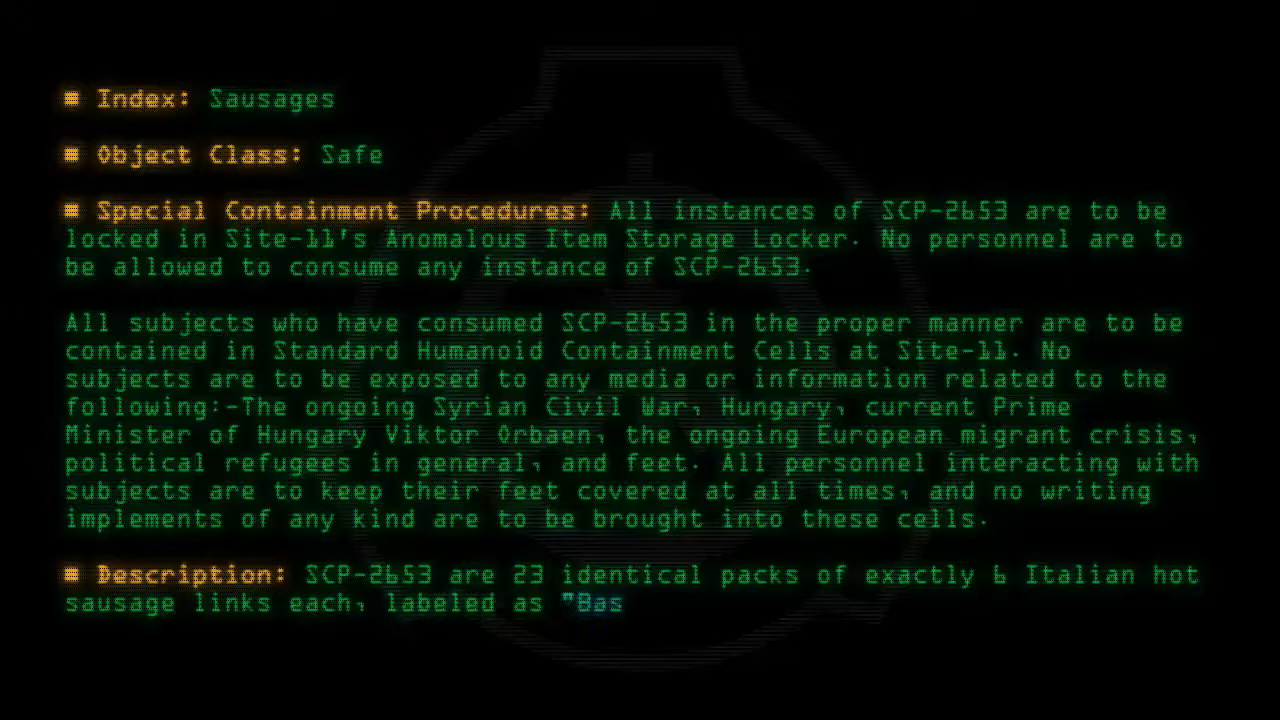 ■ Index: Sausages
■ Object Class: Safe
■ Special Containment Procedures: All instances of SCP-2653 are to be
locked in Site-11's Anomalous Item Storage Locker. No personnel are to
be allowed to consume any instance of SCP-2653.
All subjects who have consumed SCP-2653 in the proper manner are to be
contained in Standard Humanoid Containment Cells at Site-11. No
subjects are to be exposed to any media or information related to the
following:-The ongoing Syrian Civil War, Hungary, current Prime
Minister of Hungary Viktor Orbaen, the ongoing European migrant crisis,
political refugees in general, and feet. All personnel interacting with
subjects are to keep their feet covered at all times, and no writing
implements of any kind are to be brought into these cells.
■ Description: SCP-2653 are 23 identical packs of exactly 6 Italian hot
sausage links each, labeled as "Bas